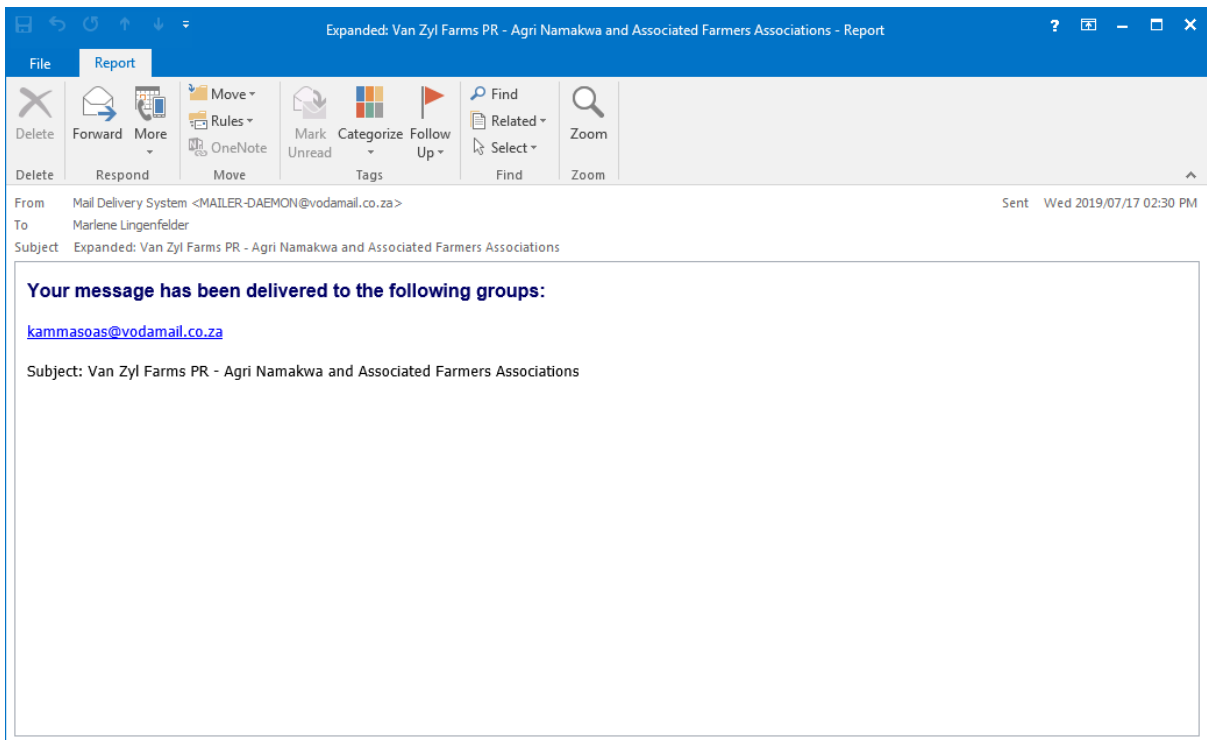 Expanded: Van Zyl Farms PR - Agri Namakwa and Associated Farmers Associations - Report
?
File Report
Delete
Forward
More
Move
Rules
OneNote
Mark Unread
Categorize
Follow Up
Find
Related
Select
Zoom
Delete Respond Move Tags Find Zoom
From Mail Delivery System <MAILER-DAEMON@vodamail.co.za> Sent Wed 2019/07/17 02:30 PM
To Marlene Lingenfelder
Subject Expanded: Van Zyl Farms PR - Agri Namakwa and Associated Farmers Associations
Your message has been delivered to the following groups:
kammasoas@vodamail.co.za
Subject: Van Zyl Farms PR - Agri Namakwa and Associated Farmers Associations